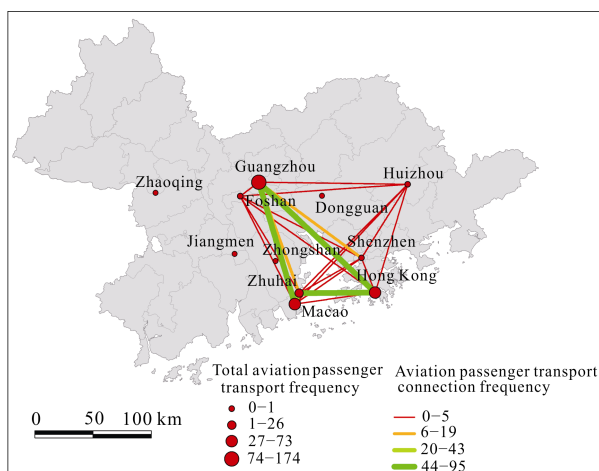 Guangzhou
Huizhou
Zhaoqing
Foshan
Dongguan
Jiangmen
Zhongshan
Shenzhen
Zhuhai
Hong Kong
Macao
Total aviation passenger
transport frequency
0−1
1−26
27−73
74−174
Aviation passenger transport
connection frequency
0−5
6−19
20−43
44−95
0 50 100 km